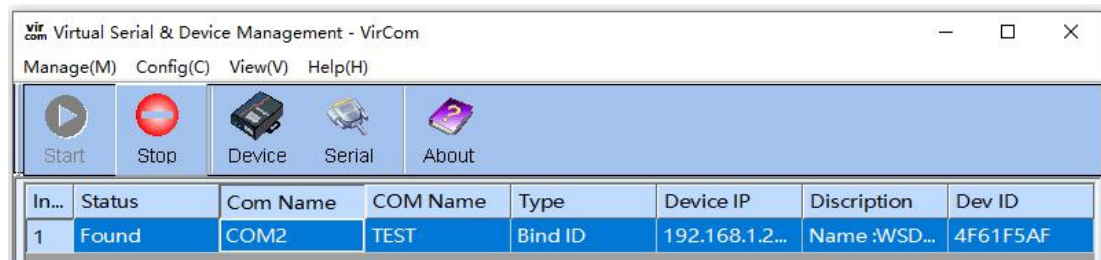 vir com Virtual Serial & Device Management - VirCom
Manage(M) Config(C) View(V) Help(H)
Start Stop Device Serial About
In... Status Com Name COM Name Type Device IP Discription Dev ID
1 Found COM2 TEST Bind ID 192.168.1.2... Name :WSD... 4F61F5AF